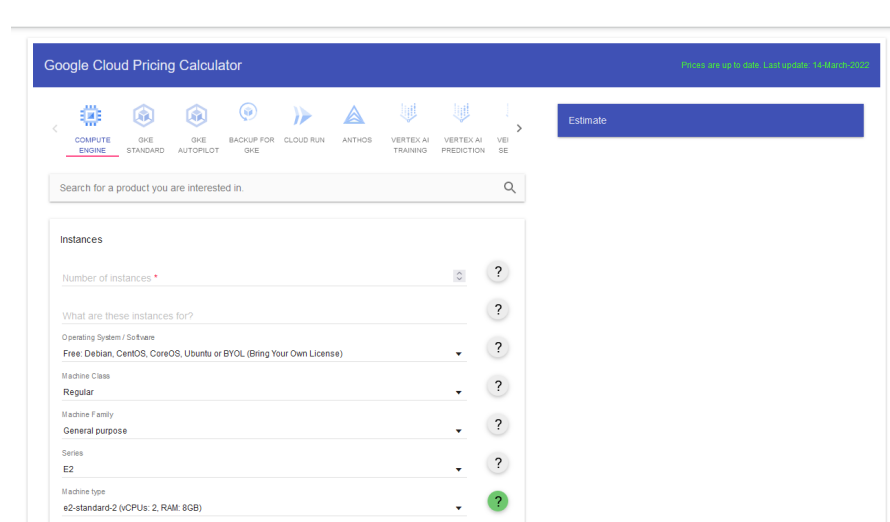 Google Cloud Pricing Calculator
Prices are up to date. Last update: 14-March-2022
COMPUTE ENGINE
GKE STANDARD
GKE AUTOPILOT
BACKUP FOR GKE
CLOUD RUN
ANTHOS
VERTEX AI TRAINING
VERTEX AI PREDICTION
Estimate
Search for a product you are interested in.
Instances
Number of instances *
?
What are these instances for?
?
Operating System / Software
Free: Debian, CentOS, CoreOS, Ubuntu or BYOL (Bring Your Own License)
?
Machine Class
Regular
?
Machine Family
General purpose
?
Series
E2
?
Machine type
e2-standard-2 (vCPUs: 2, RAM: 8GB)
?